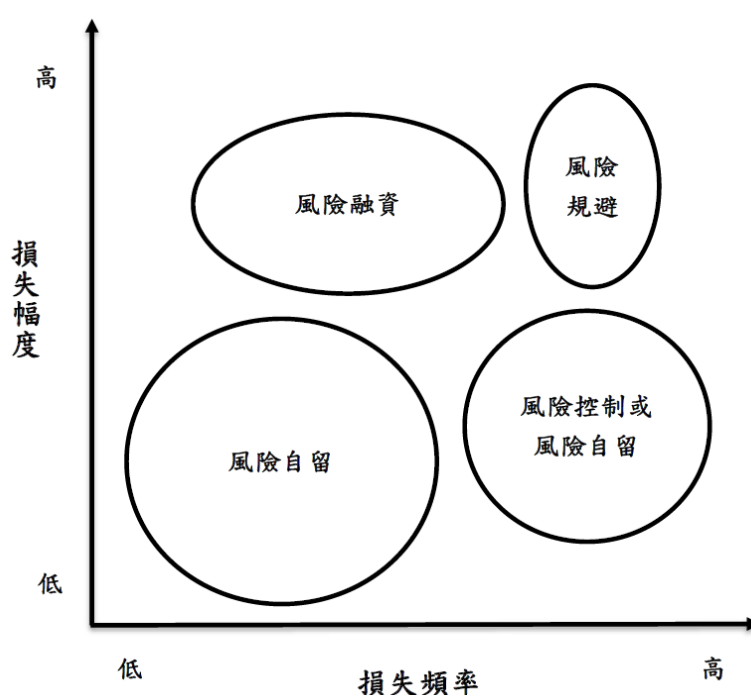 高
風險融資
風險
規避
損失幅度
風險自留
風險控制或
風險自留
低
低
損失頻率
高